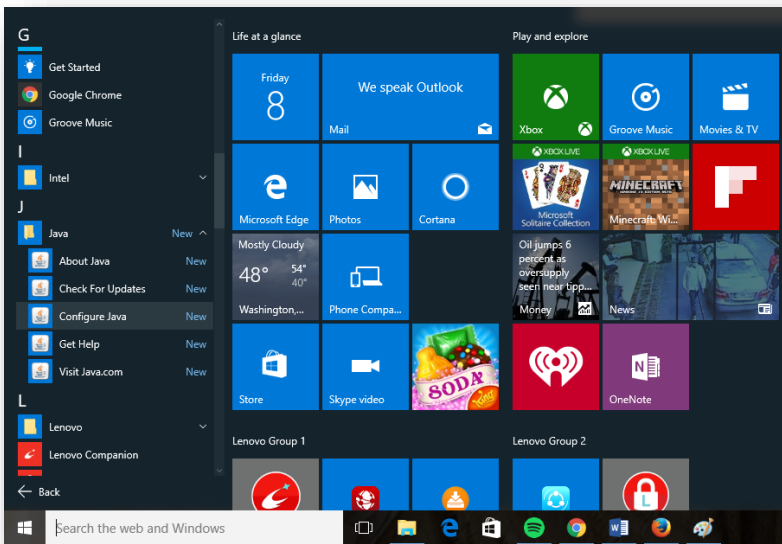 G
Get Started
Google Chrome
Groove Music
I
Intel
J
Java New
About Java New
Check For Updates New
Configure Java New
Get Help New
Visit Java.com New
L
Lenovo
Lenovo Companion
Back
Life at a glance
Friday
8
We speak Outlook
Mail
Microsoft Edge
Photos
Cortana
Mostly Cloudy
48° 54°
40°
Washington,...
Phone Compa...
Store
Skype video
SODA
King
Lenovo Group 1
Play and explore
Xbox
Groove Music
Movies & TV
XBOX LIVE
Microsoft
Solitaire Collection
XBOX LIVE
MINECRAFT
Minecraft: Wi...
Oil jumps 6
percent as
oversupply
seen near tipp...
Money
News
N
OneNote
Lenovo Group 2
L
Search the web and Windows